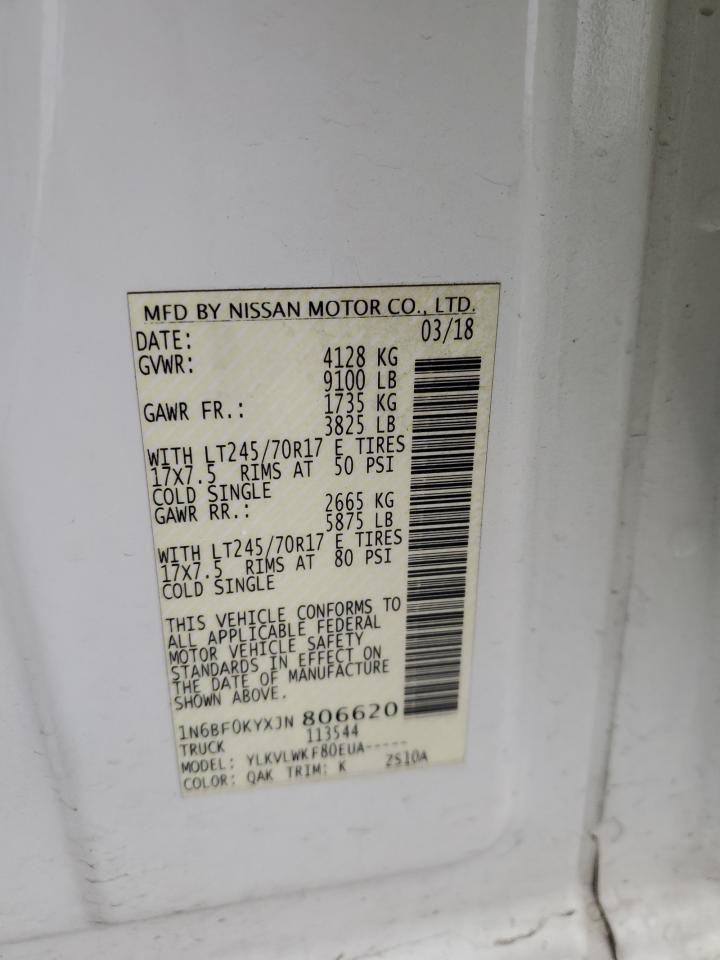 MFD BY NISSAN MOTOR CO., LTD.
DATE: 03/18
GVWR: 4128 KG
9100 LB
GAWR FR.: 1735 KG
3825 LB
WITH LT245/70R17 E TIRES
17X7.5 RIMS AT 50 PSI
COLD SINGLE
GAWR RR.: 2665 KG
5875 LB
WITH LT245/70R17 E TIRES
17X7.5 RIMS AT 80 PSI
COLD SINGLE
THIS VEHICLE CONFORMS TO
ALL APPLICABLE FEDERAL
MOTOR VEHICLE SAFETY
STANDARDS IN EFFECT ON
THE DATE OF MANUFACTURE
SHOWN ABOVE.
1N6BF0KYXJN 806620
TRUCK 113544
MODEL: YLKVLWKF80EUA-----
COLOR: QAK TRIM: K ZS10A